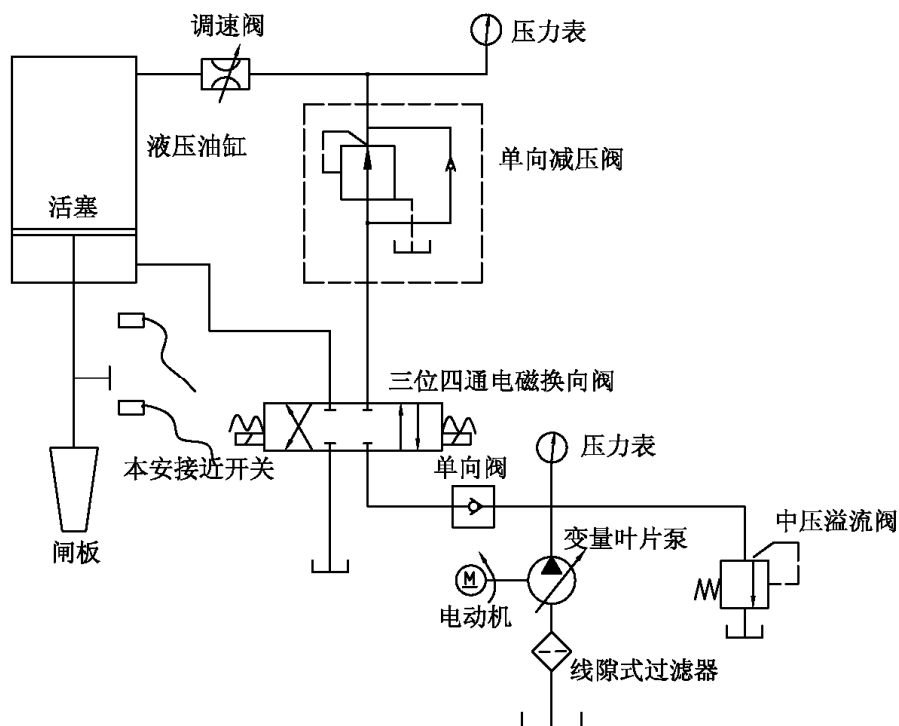 调速阀
压力表
液压油缸
单向减压阀
活塞
三位四通电磁换向阀
本安接近开关
单向阀
压力表
中压溢流阀
变量叶片泵
闸板
M
电动机
线隙式过滤器